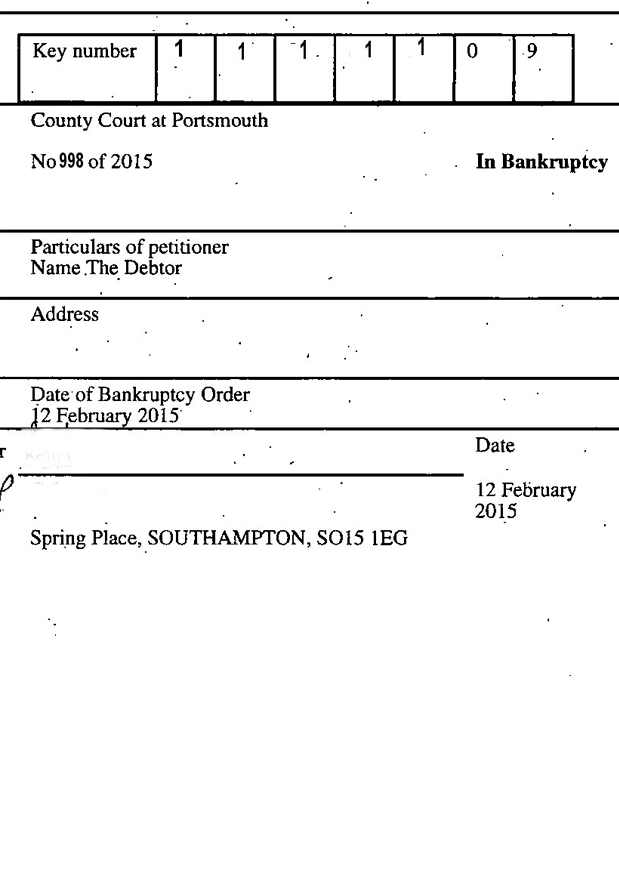 Key number 1 1 1 1 1 0 9
County Court at Portsmouth
No 998 of 2015 In Bankruptcy
Particulars of petitioner
Name The Debtor
Address
Date of Bankruptcy Order
12 February 2015
r Date
12 February
2015
Spring Place, SOUTHAMPTON, SO15 1EG